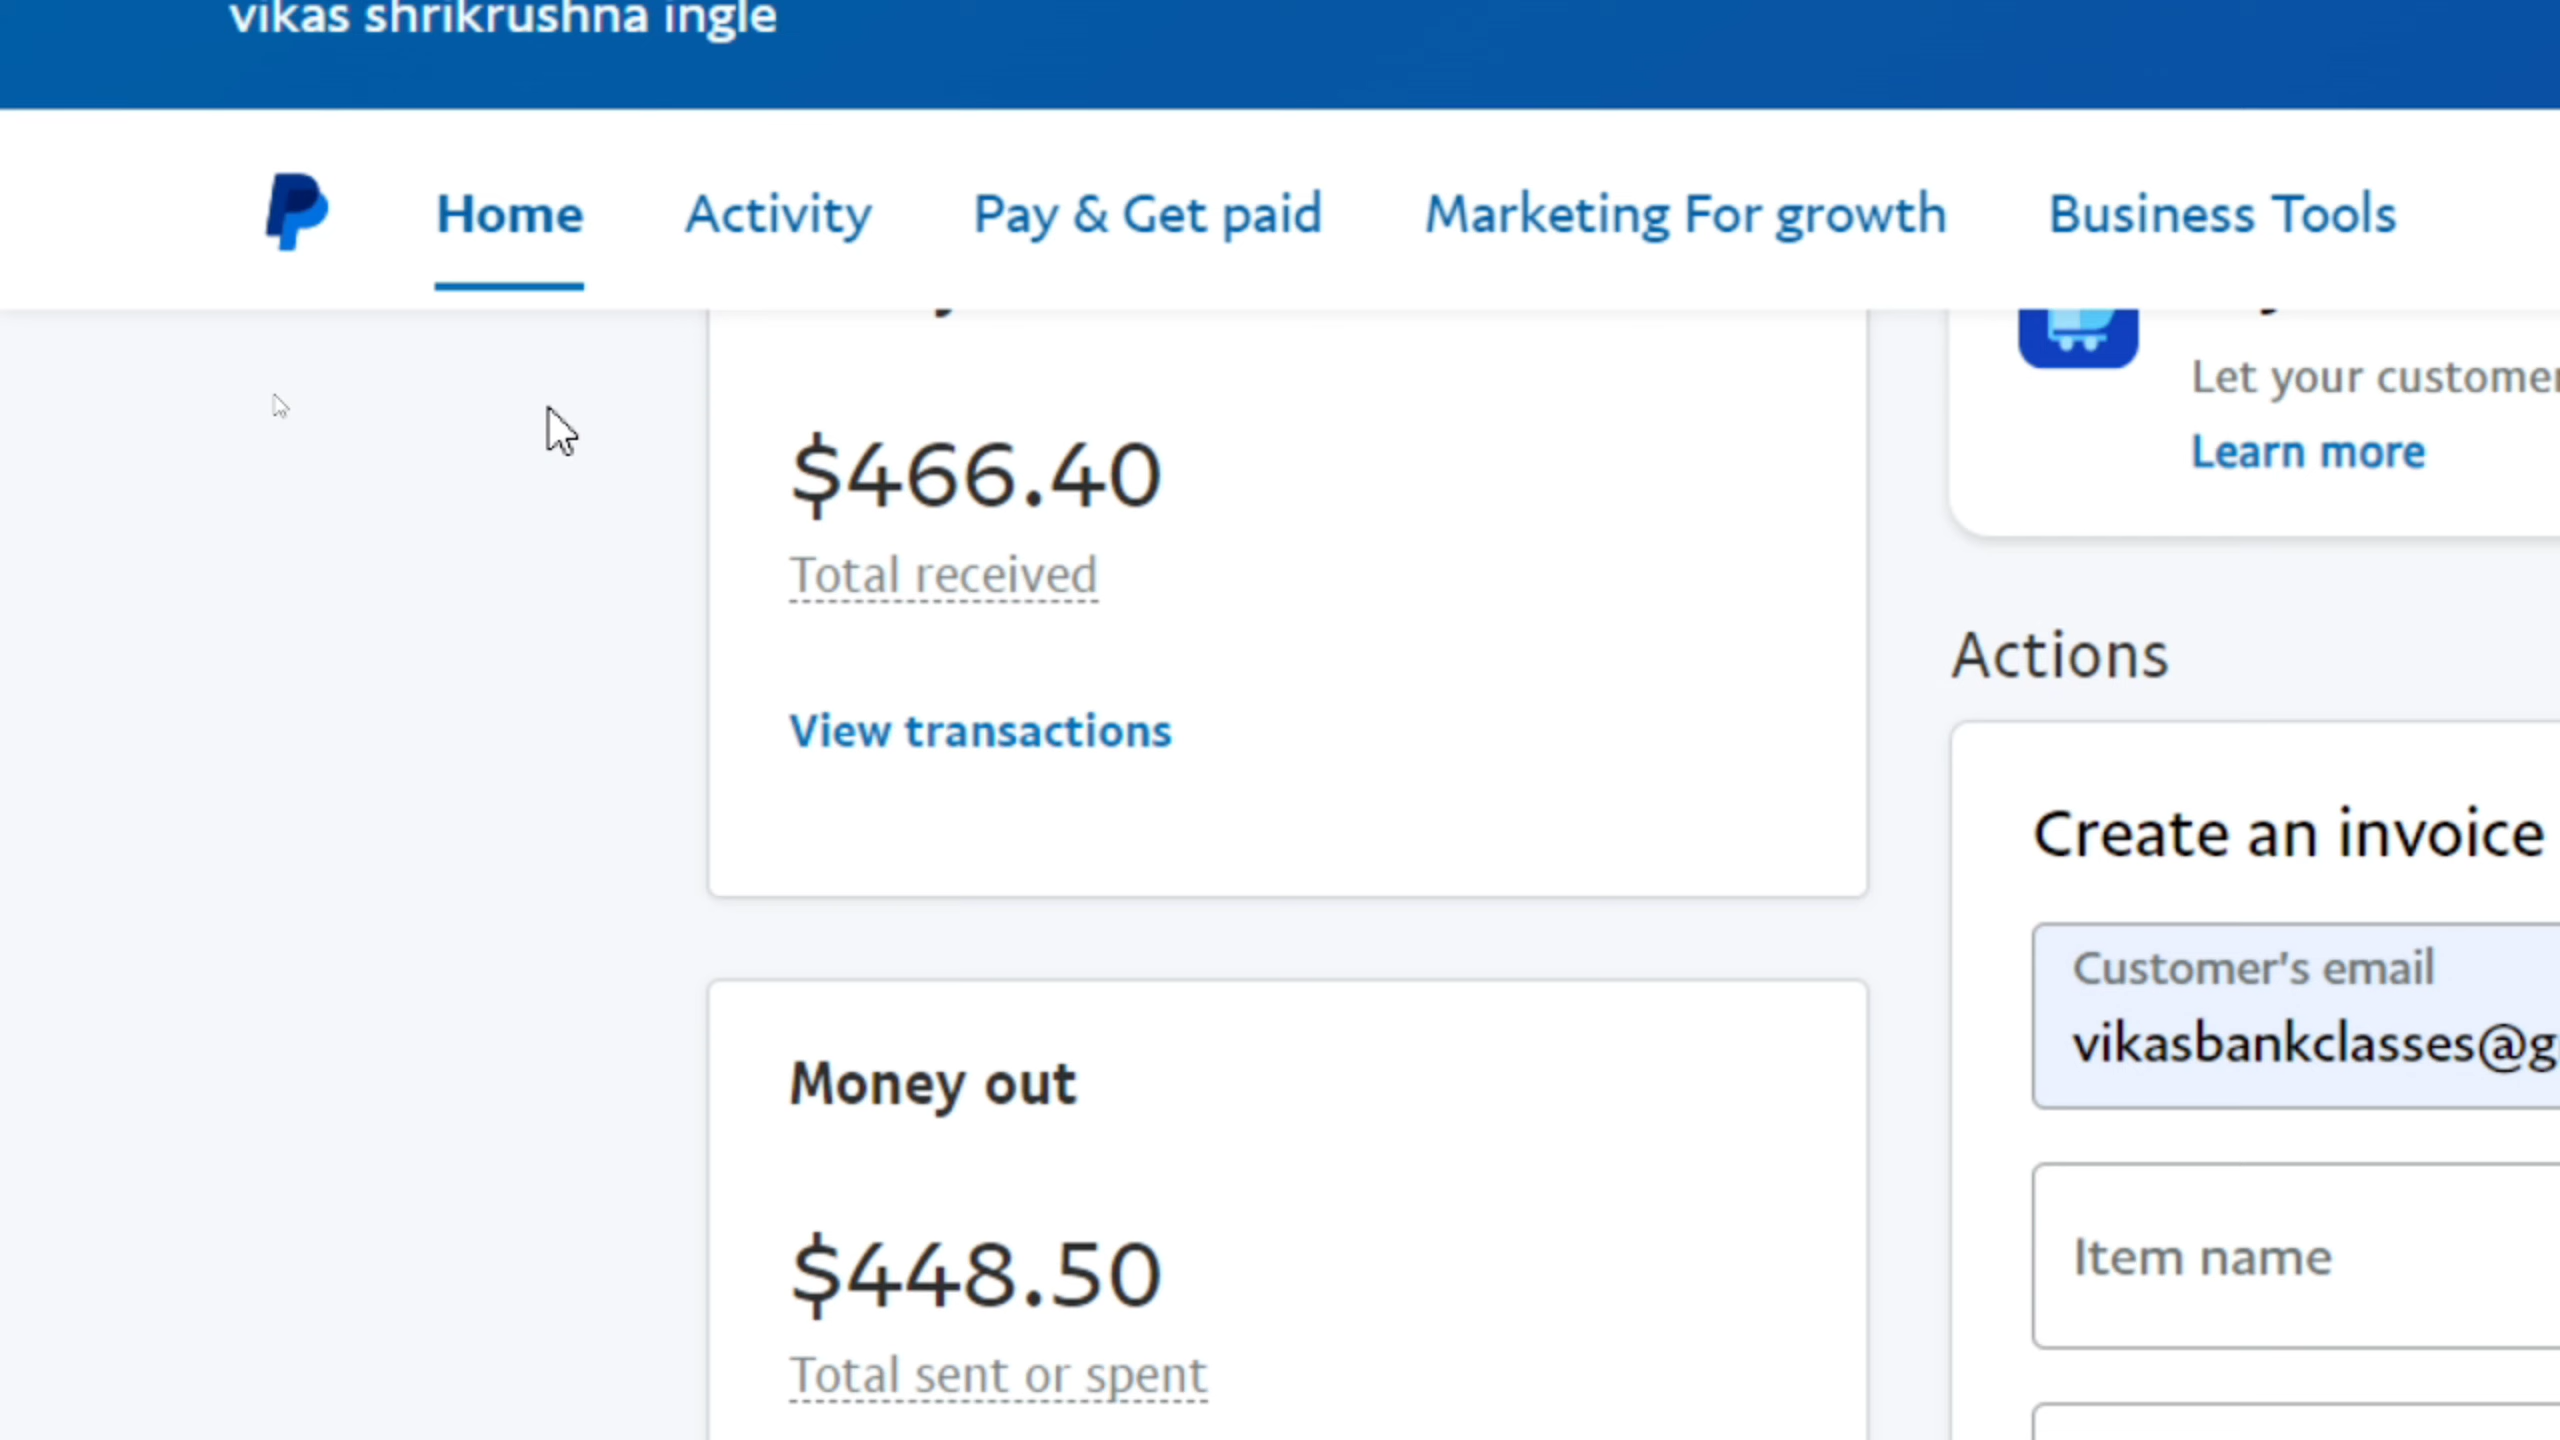 vikas shrikrushna ingle
Home Activity Pay & Get paid Marketing For growth Business Tools
$466.40
Total received
View transactions
Money out
$448.50
Total sent or spent
Let your customer
Learn more
Actions
Create an invoice
Customer's email
vikasbankclasses@g
Item name